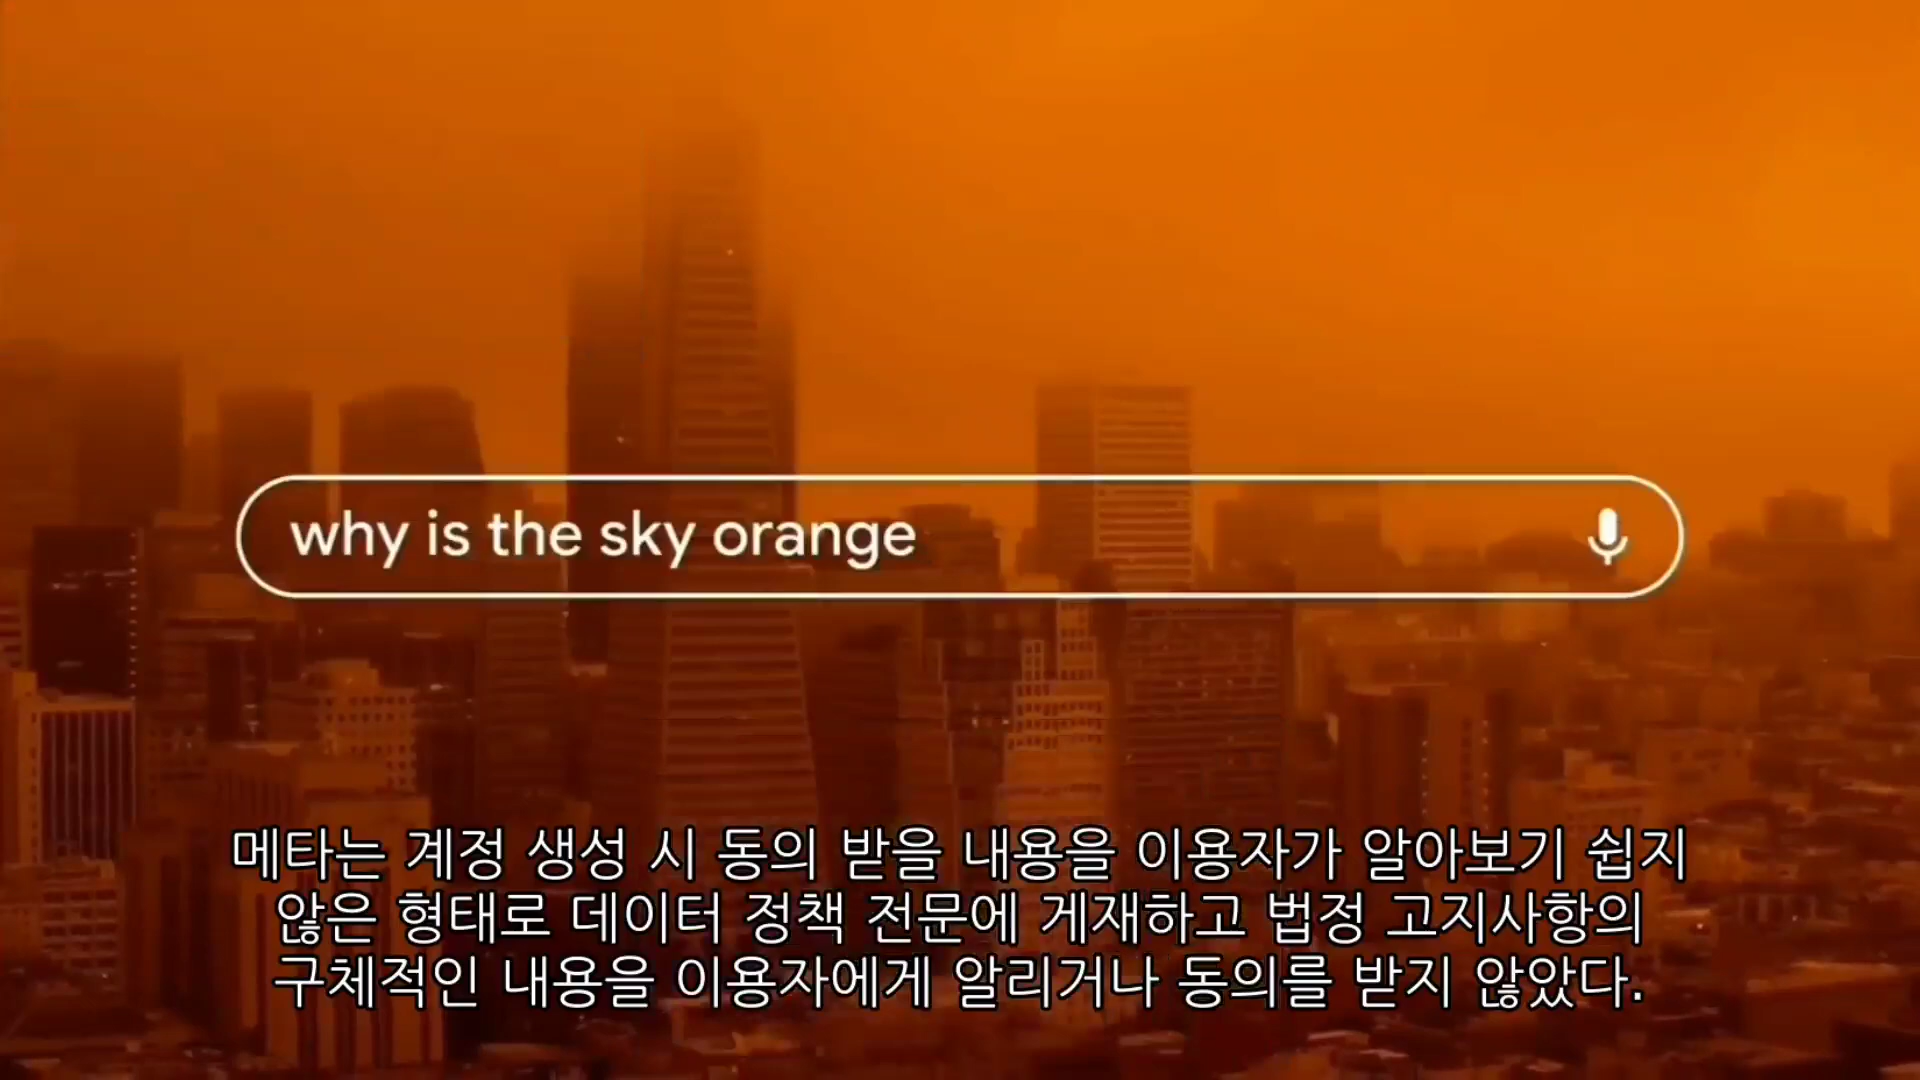 why is the sky orange
메타는 계정 생성 시 동의 받을 내용을 이용자가 알아보기 쉽지
않은 형태로 데이터 정책 전문에 게재하고 법정 고지사항의
구체적인 내용을 이용자에게 알리거나 동의를 받지 않았다.